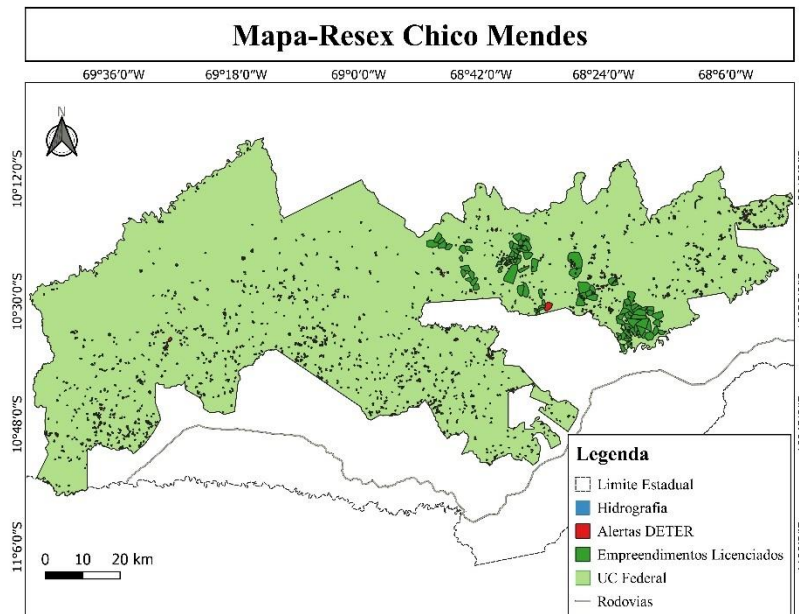 Mapa-Resex Chico Mendes
69°36'0"W 69°18'0"W 69°0'0"W 68°42'0"W 68°24'0"W 68°6'0"W
N
10°12'0"S
10°30'0"S
10°48'0"S
11°6'0"S
0 10 20 km
Legenda
Limite Estadual
Hidrografia
Alertas DETER
Empreendimentos Licenciados
UC Federal
Rodovias